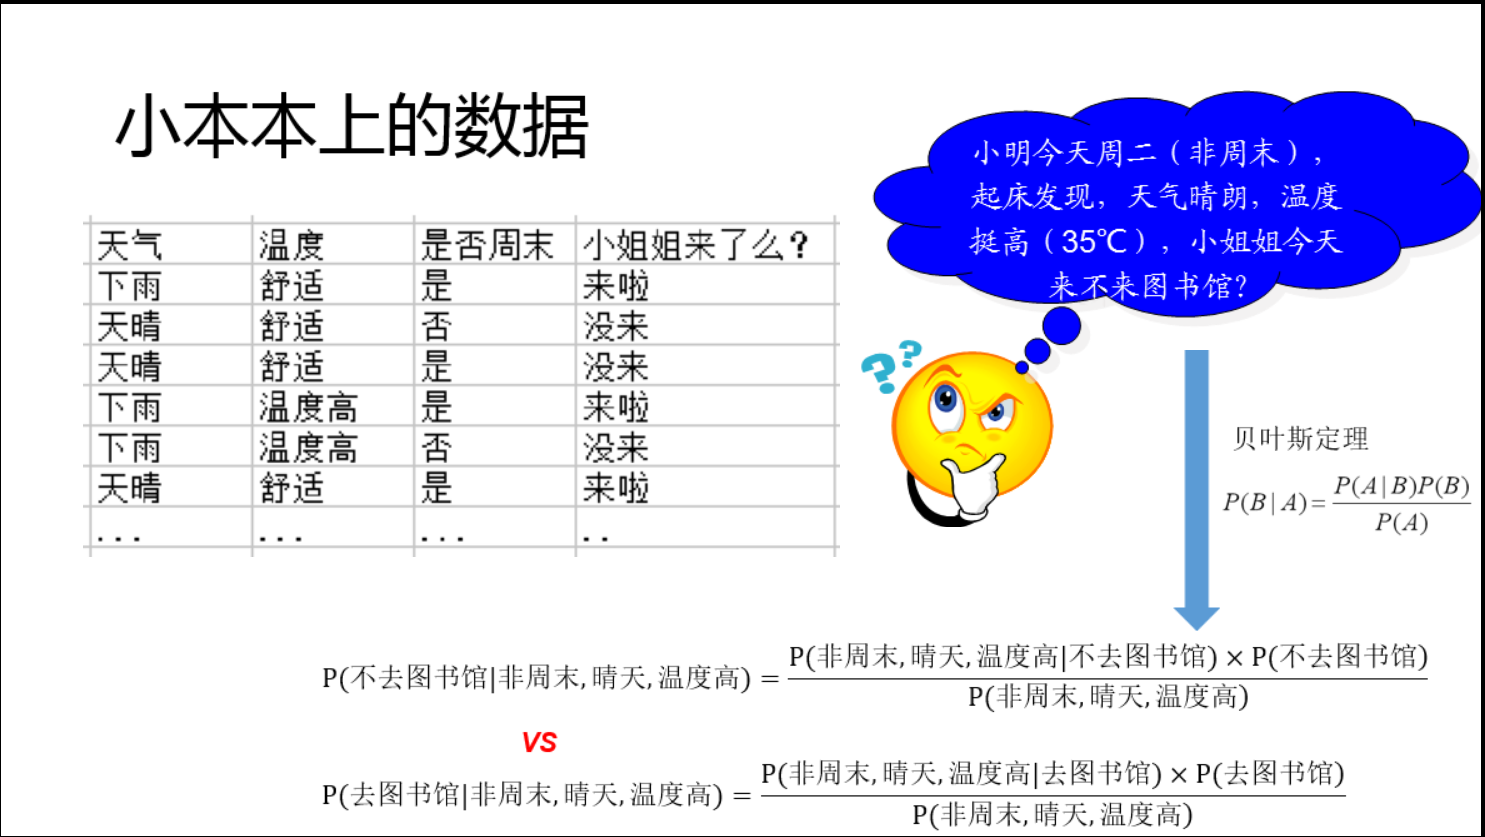 小本本上的数据
小明今天周二（非周末），
起床发现，天气晴朗，温度
挺高（35℃），小姐姐今天
来不来图书馆？
天气 温度 是否周末 小姐姐来了么？
下雨 舒适 是 来啦
天晴 舒适 否 没来
天晴 舒适 是 没来
下雨 温度高 是 来啦
下雨 温度高 否 没来
天晴 舒适 是 来啦
... ... ... ..
? ?
贝叶斯定理
P(B|A)=P(A|B)P(B)/P(A)
P(不去图书馆|非周末,晴天,温度高)=P(非周末,晴天,温度高|不去图书馆)×P(不去图书馆)/P(非周末,晴天,温度高)
VS
P(去图书馆|非周末,晴天,温度高)=P(非周末,晴天,温度高|去图书馆)×P(去图书馆)/P(非周末,晴天,温度高)